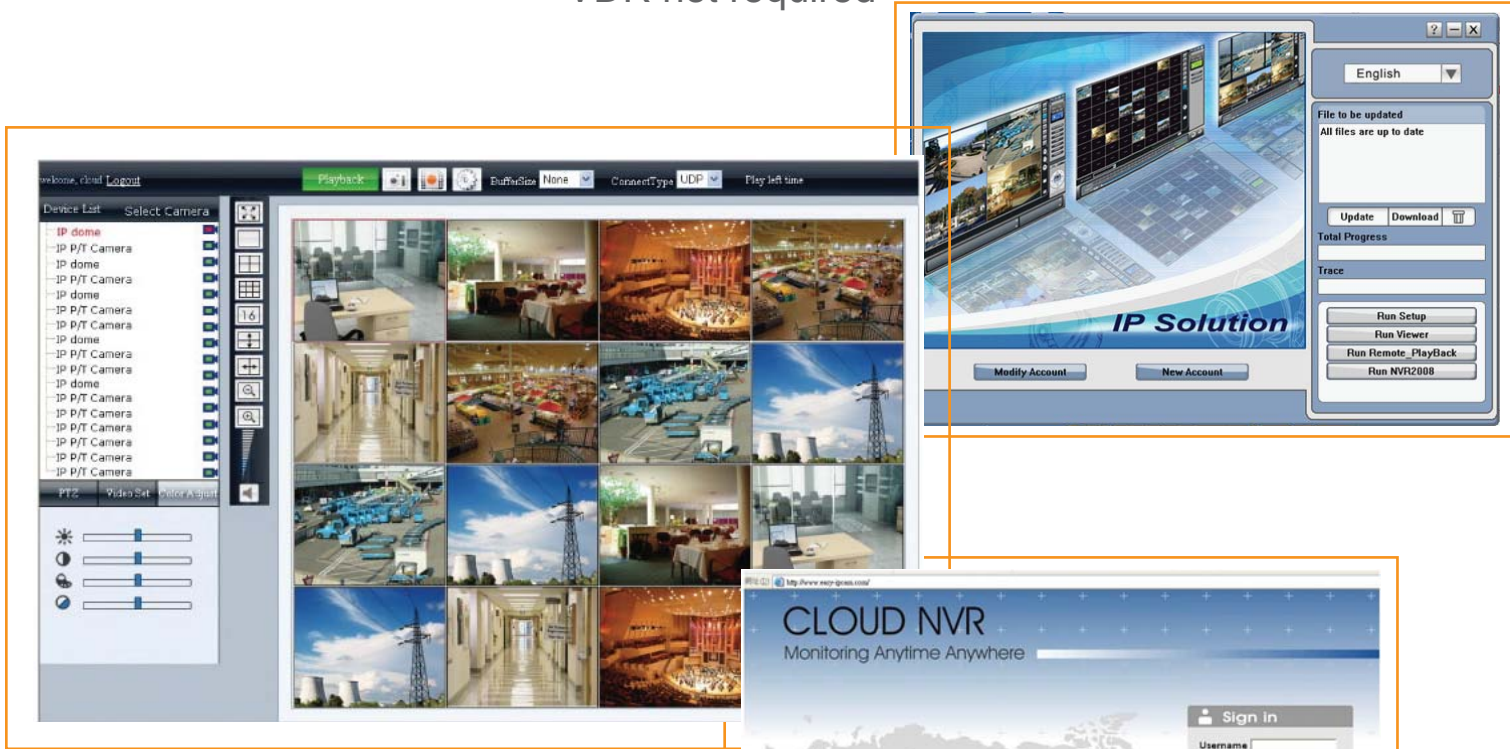 VDR not required
? — X
English
File to be updated
All files are up to date
Update Download
Total Progress
Trace
Run Setup
Run Viewer
Run Remote_PlayBack
Run NVR2008
IP Solution
Modify Account New Account
welcome, cloud Logout Playback BufferSize None ConnectType UDP Play left time
Device List Select Camera
IP dome
IP P/T Camera
IP dome
IP P/T Camera
IP dome
IP P/T Camera
IP P/T Camera
IP dome
IP P/T Camera
IP P/T Camera
IP dome
IP P/T Camera
IP P/T Camera
IP P/T Camera
IP P/T Camera
IP P/T Camera
IP P/T Camera
16
PTZ Video Set Color Adjust
網址(D) http://www.easy-ipcam.com/
CLOUD NVR
Monitoring Anytime Anywhere
Sign in
Username